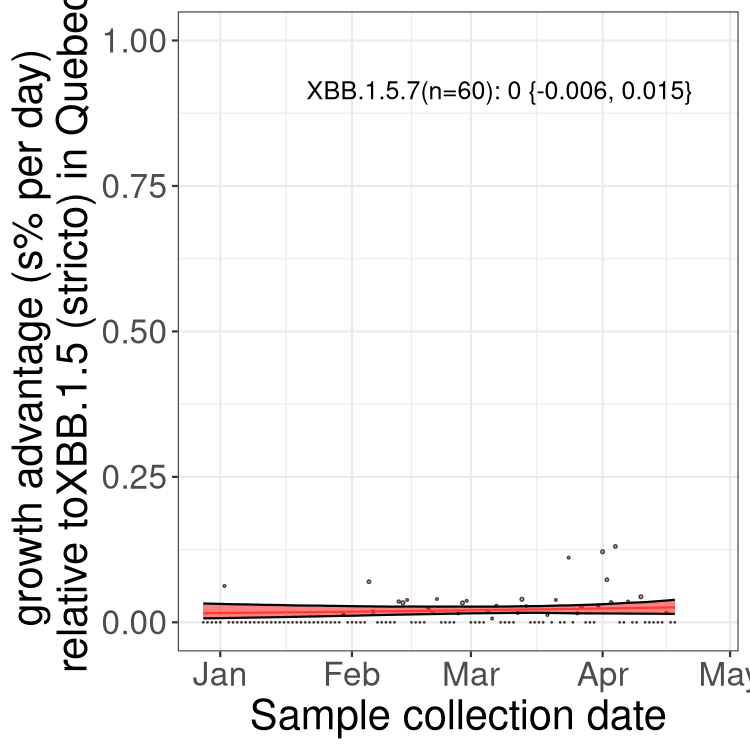 growth advantage (s% per day)
relative toXBB.1.5 (stricto) in Quebec
1.00
0.75
0.50
0.25
0.00
XBB.1.5.7(n=60): 0 {-0.006, 0.015}
Jan Feb Mar Apr May
Sample collection date